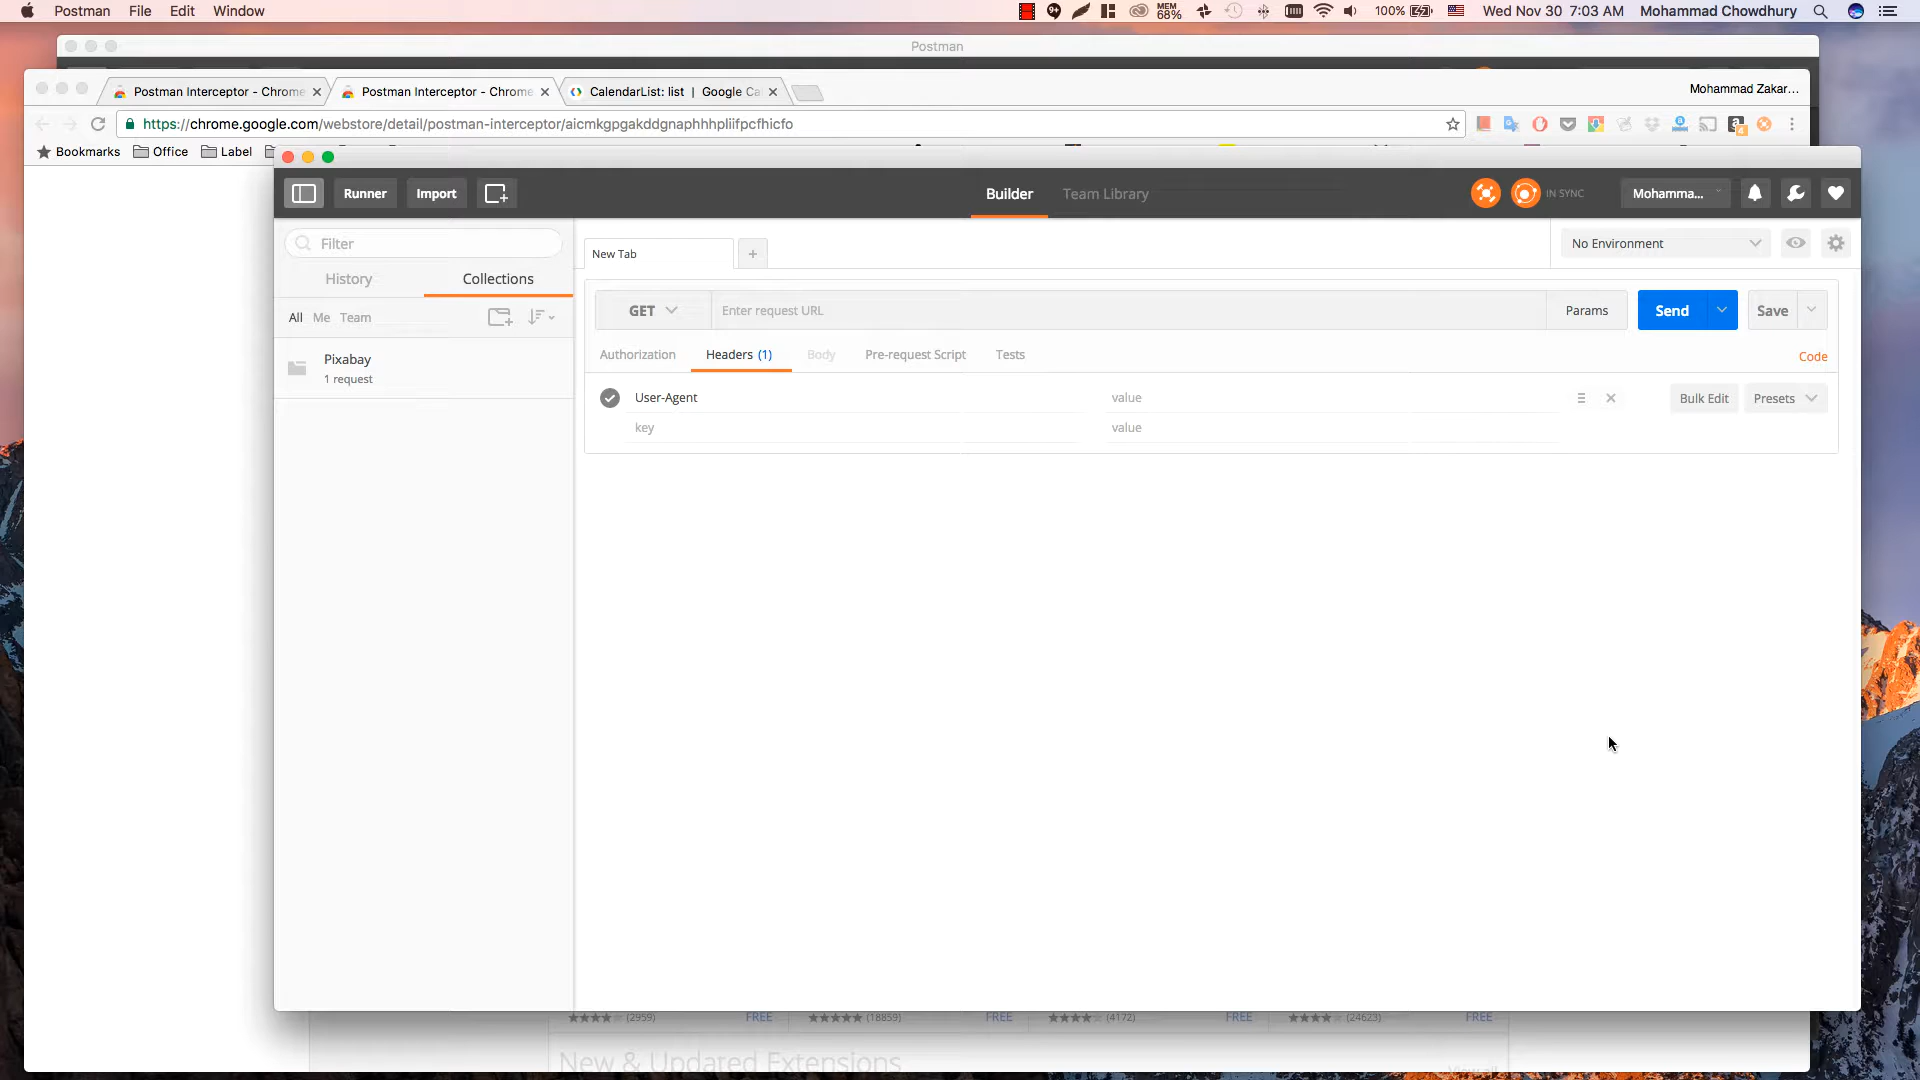 Postman File Edit Window
9+ MEM 68% 100% Wed Nov 30 7:03 AM Mohammad Chowdhury
Postman
Postman Interceptor - Chrome Postman Interceptor - Chrome CalendarList: list | Google Ca Mohammad Zakar...
https://chrome.google.com/webstore/detail/postman-interceptor/aicmkgpgakddgnaphhhpliifpcfhicfo
Bookmarks Office Label
Runner Import Builder Team Library IN SYNC Mohamma...
Filter
New Tab + No Environment
History Collections
All Me Team
GET Enter request URL Params Send Save
Pixabay
1 request
Authorization Headers (1) Body Pre-request Script Tests Code
User-Agent value Bulk Edit Presets
key value
★★★★★ (2959) FREE ★★★★★ (18859) FREE ★★★★★ (4172) FREE ★★★★★ (24623) FREE
New & Updated Extensions